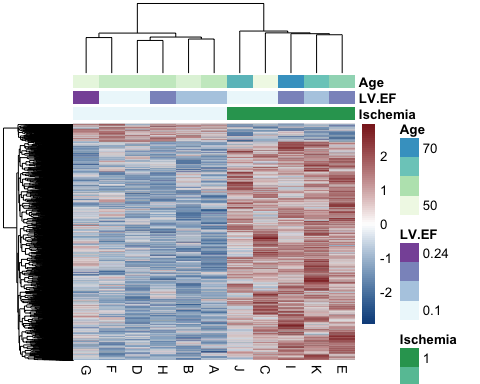 Age
LV.EF
Ischemia
Age
70
50
2
1
0
-1
-2
LV.EF
0.24
0.1
Ischemia
1
G F D H B A J C I K E